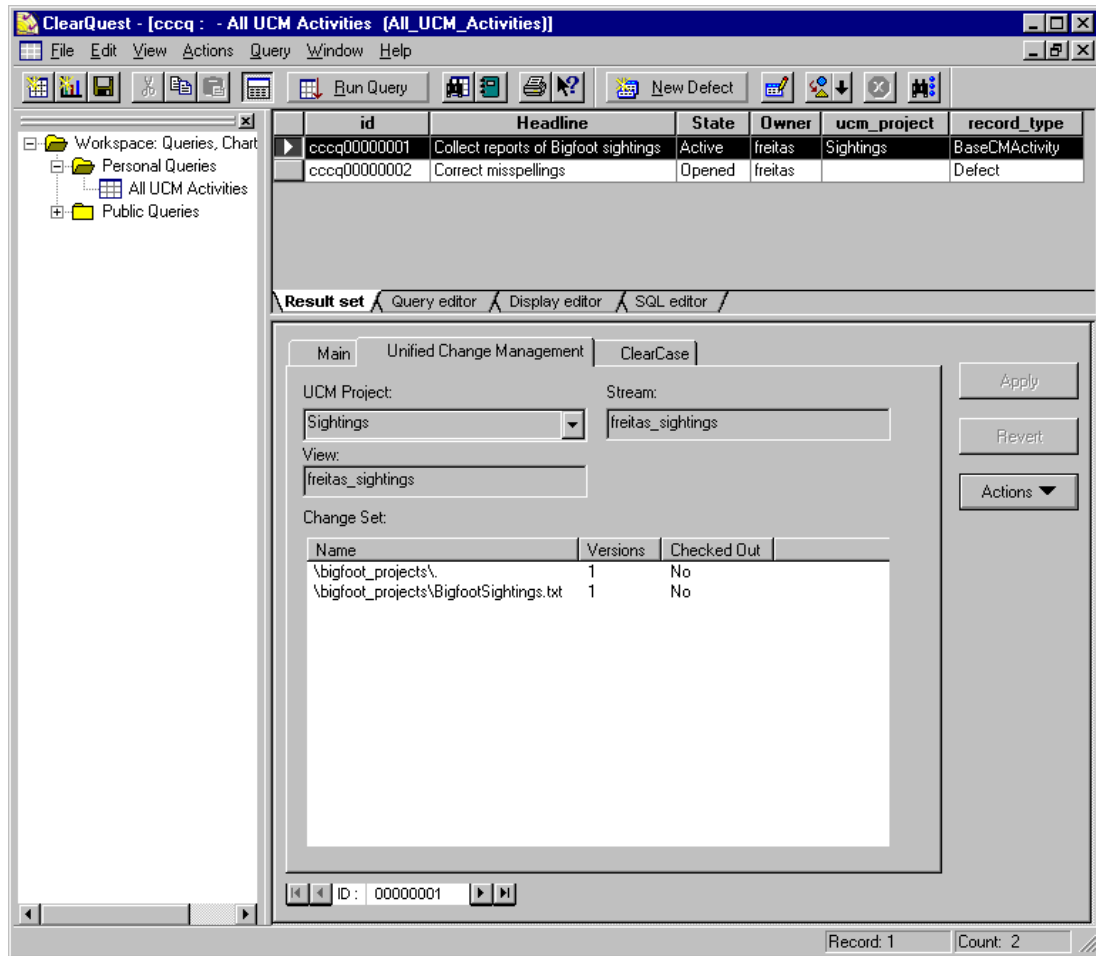 ClearQuest - [cccq : - All UCM Activities (All_UCM_Activities)]
File Edit View Actions Query Window Help
Run Query New Defect
Workspace: Queries, Chart
Personal Queries
All UCM Activities
Public Queries
id Headline State Owner ucm_project record_type
cccq00000001 Collect reports of Bigfoot sightings Active freitas Sightings BaseCMActivity
cccq00000002 Correct misspellings Opened freitas Defect
Result set Query editor Display editor SQL editor
Main Unified Change Management ClearCase
UCM Project: Stream:
Sightings freitas_sightings
View:
freitas_sightings
Change Set:
Name Versions Checked Out
\bigfoot_projects\. 1 No
\bigfoot_projects\BigfootSightings.txt 1 No
Apply
Revert
Actions
ID : 00000001
Record: 1 Count: 2